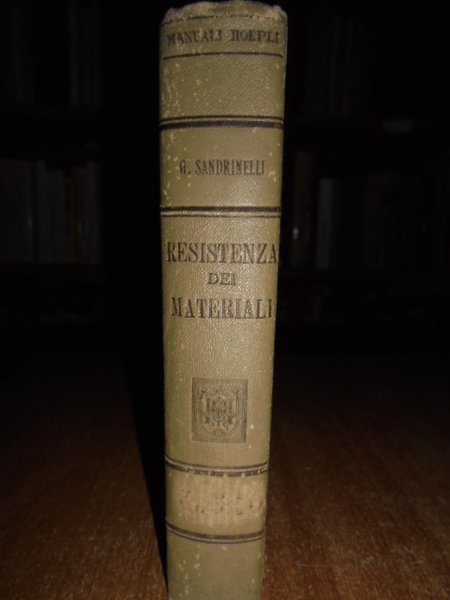 MANUALI HOEPLI
G. SANDRINELLI
RESISTENZA
DEI
MATERIALI